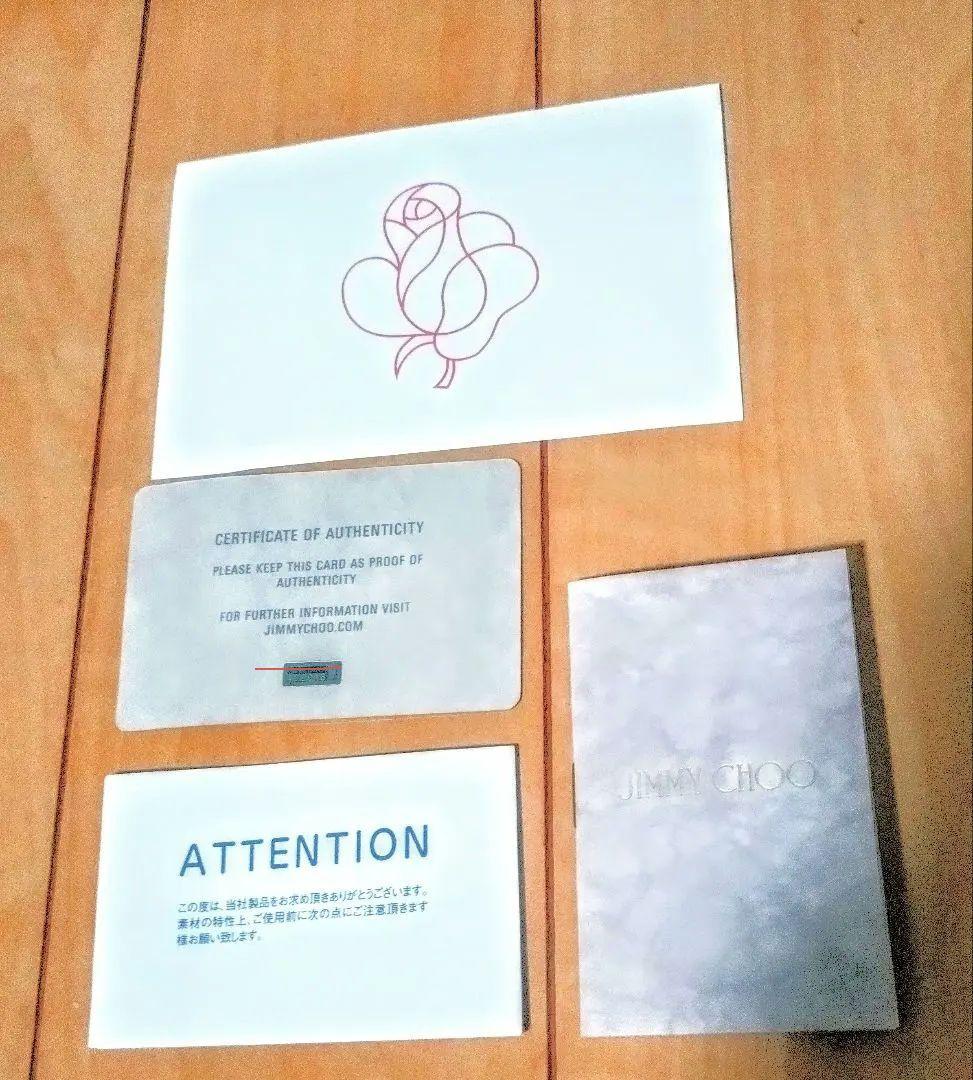 CERTIFICATE OF AUTHENTICITY
PLEASE KEEP THIS CARD AS PROOF OF
AUTHENTICITY
FOR FURTHER INFORMATION VISIT
JIMMYCHOO.COM
ATTENTION
この度は、当社製品をお求め頂きありがとうございます。
素材の特性上、ご使用前に次の点にご注意頂きます
様お願い致します。
JIMMY CHOO